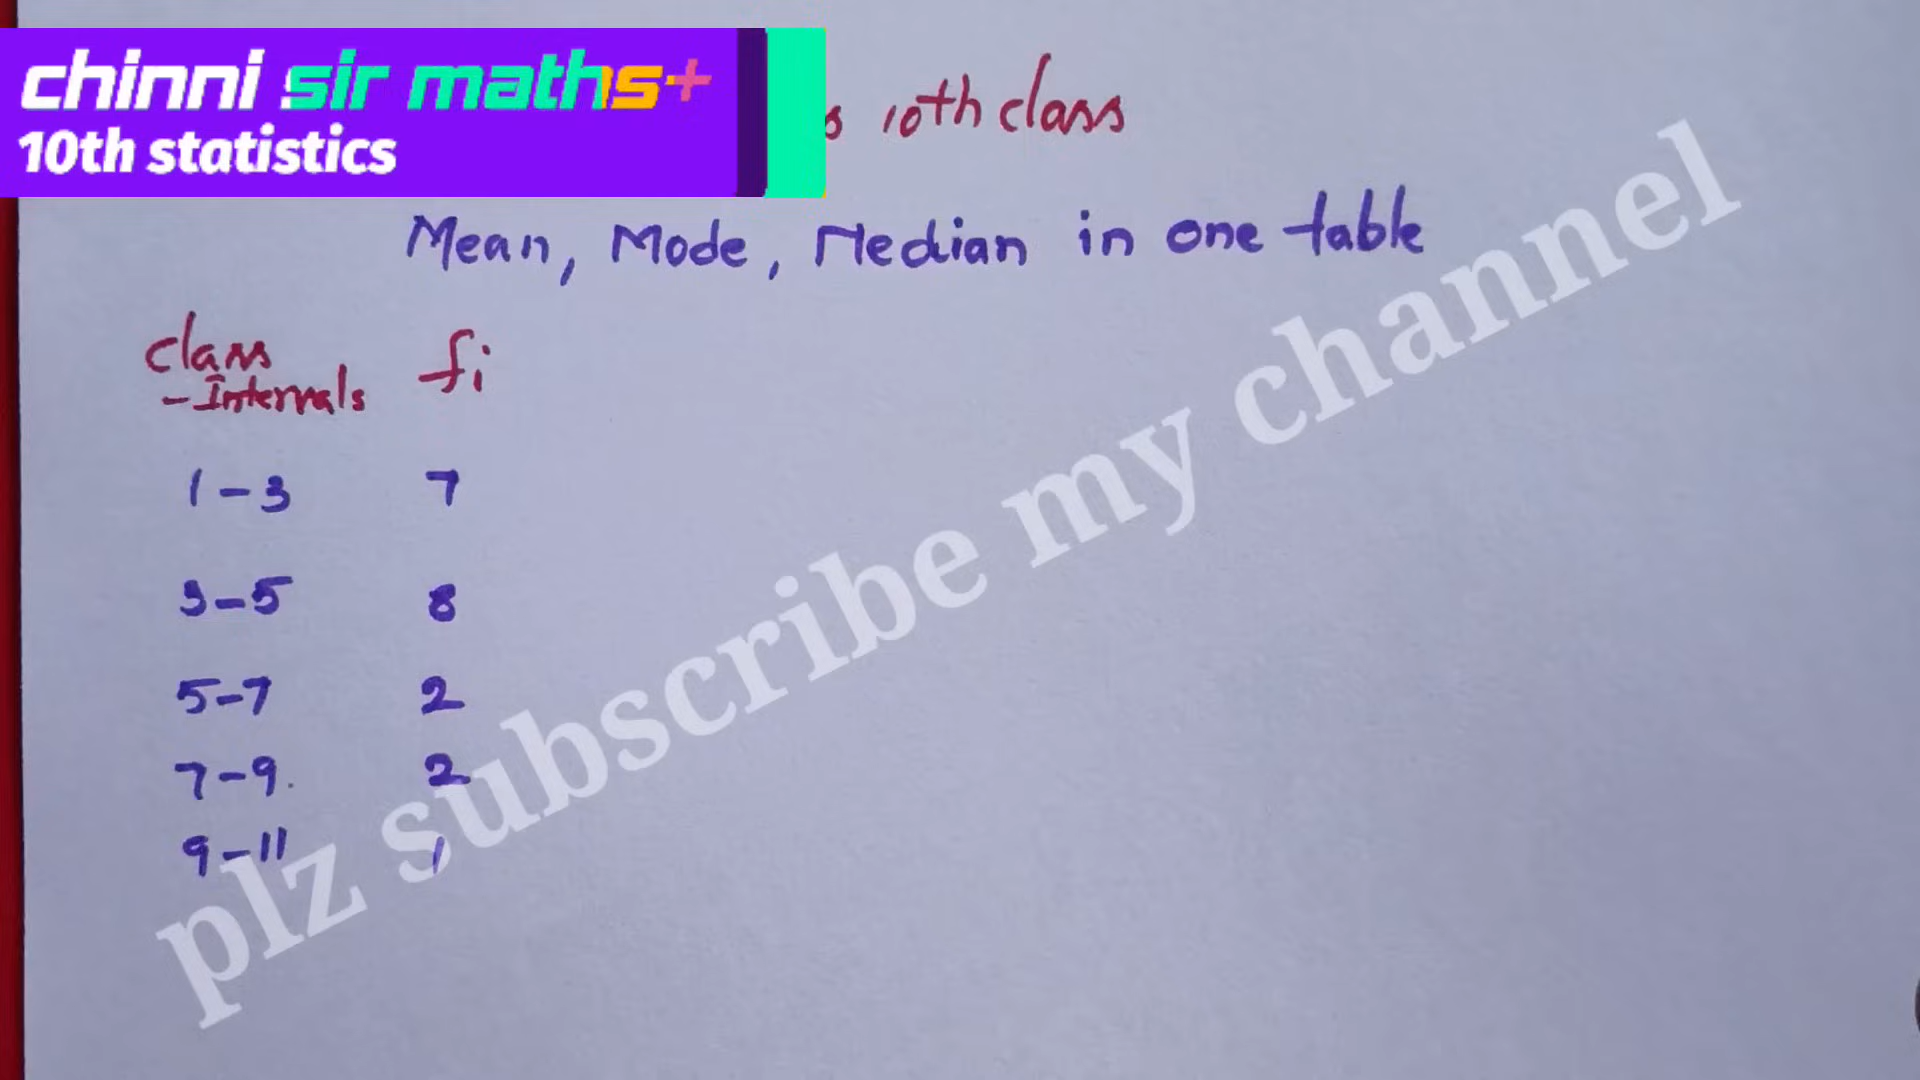 chinni sir maths+
10th statistics
10th class
Mean, Mode, Median in one table
class fi
-Intervals
1-3 7
3-5 8
5-7 2
7-9. 2
9-11 1
plz subscribe my channel